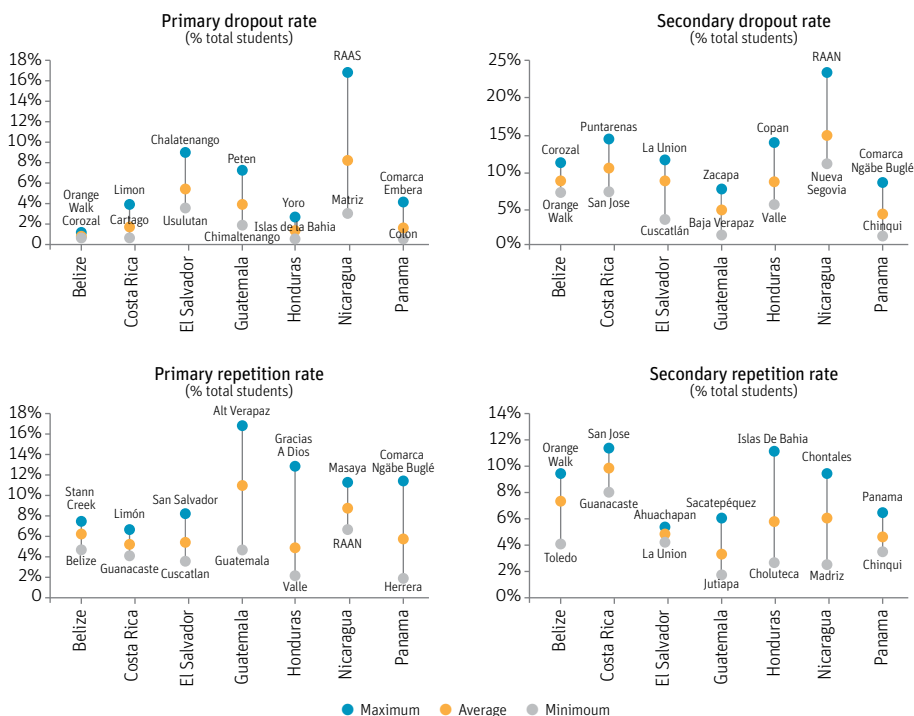 Primary dropout rate
(% total students)
18%
18%
14%
12%
10%
8%
6%
4%
2%
0
Orange
Walk
Corozal
Limon
Cartago
Chalatenango
Usulutan
Peten
Chimaltenango
Yoro
Islas de la Bahia
RAAS
Matriz
Comarca
Embera
Colon
Belize
Costa Rica
El Salvador
Guatemala
Honduras
Nicaragua
Panama
Secondary dropout rate
(% total students)
25%
20%
15%
10%
5%
0%
Corozal
Orange
Walk
Puntarenas
San Jose
La Union
Cuscatlán
Zacapa
Baja Verapaz
Copan
Valle
RAAN
Nueva
Segovia
Comarca
Ngäbe Buglé
Chinqui
Belize
Costa Rica
El Salvador
Guatemala
Honduras
Nicaragua
Panama
Primary repetition rate
(% total students)
18%
18%
14%
12%
10%
8%
6%
4%
2%
0
Stann
Creek
Belize
Limón
Guanacaste
San Salvador
Cuscatlan
Alt Verapaz
Guatemala
Gracias
A Dios
Valle
Masaya
RAAN
Comarca
Ngäbe Buglé
Herrera
Belize
Costa Rica
El Salvador
Guatemala
Honduras
Nicaragua
Panama
Secondary repetition rate
(% total students)
14%
12%
10%
8%
6%
4%
2%
0%
Orange
Walk
Toledo
San Jose
Guanacaste
Ahuachapan
La Union
Sacatepéquez
Jutiapa
Islas De Bahia
Choluteca
Chontales
Madriz
Panama
Chinqui
Belize
Costa Rica
El Salvador
Guatemala
Honduras
Nicaragua
Panama
Maximum Average Minimoum